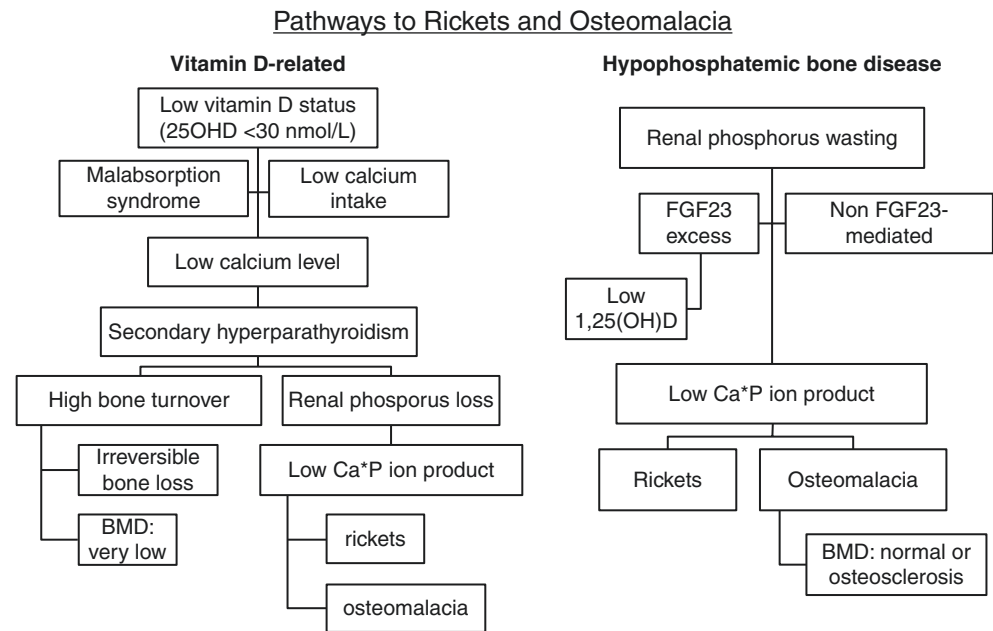 Pathways to Rickets and Osteomalacia
Vitamin D-related
Low vitamin D status
(25OHD <30 nmol/L)
Malabsorption
syndrome
Low calcium
intake
Low calcium level
Secondary hyperparathyroidism
High bone turnover
Renal phosporus loss
Irreversible
bone loss
BMD:
very low
Low Ca*P ion product
rickets
osteomalacia
Hypophosphatemic bone disease
Renal phosphorus wasting
FGF23
excess
Non FGF23-
mediated
Low
1,25(OH)D
Low Ca*P ion product
Rickets
Osteomalacia
BMD: normal or
osteosclerosis